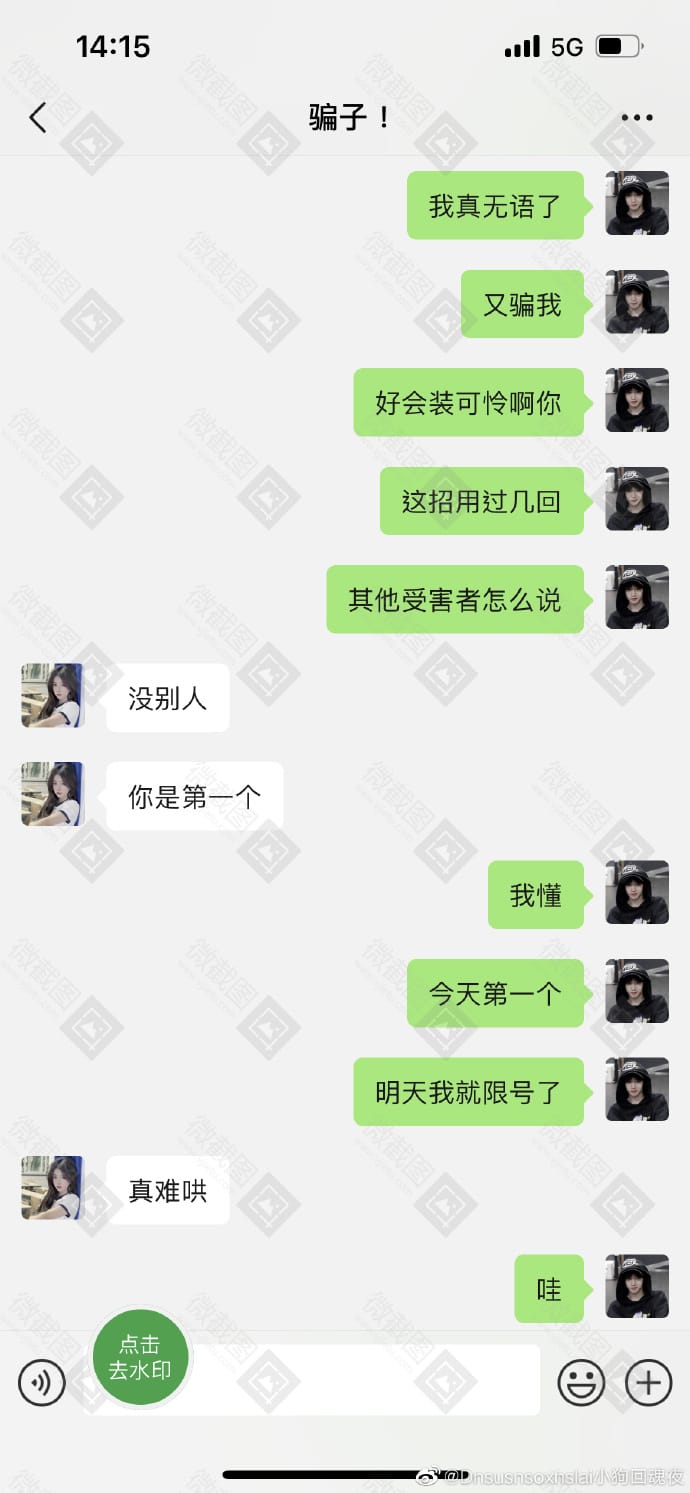 14:15
5G
骗子！
我真无语了
又骗我
好会装可怜啊你
这招用过几回
其他受害者怎么说
没别人
你是第一个
我懂
今天第一个
明天我就限号了
真难哄
哇
点击
去水印
微截图
@Dnsusnsoxnslai小狗回魂夜